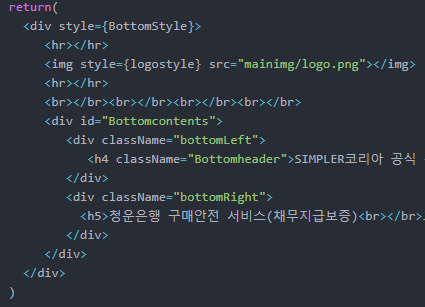 return(
<div style={BottomStyle}>
<hr></hr>
<img style={logostyle} src="mainimg/logo.png"></img>
<hr></hr>
<br></br><br></br><br></br><br></br>
<div id="Bottomcontents">
<div className="bottomLeft">
<h4 className="Bottomheader">SIMPLER코리아 공식
</div>
<div className="bottomRight">
<h5>청운은행 구매안전 서비스(채무지급보증)<br></br>
</div>
</div>
</div>
)